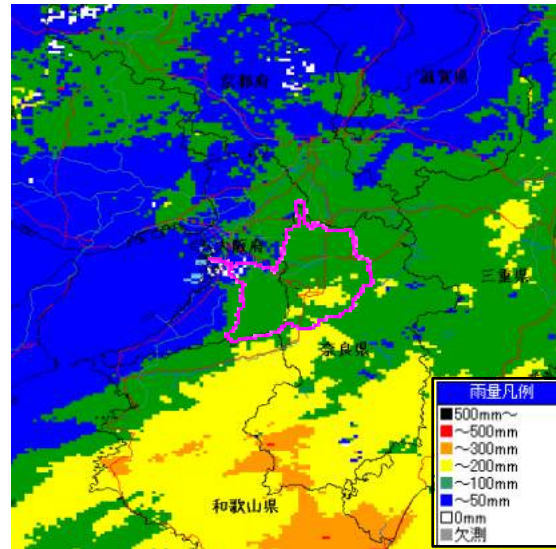 京都府
滋賀県
大阪府
三重県
奈良県
和歌山県
雨量凡例
500mm～
～500mm
～300mm
～200mm
～100mm
～50mm
0mm
欠測